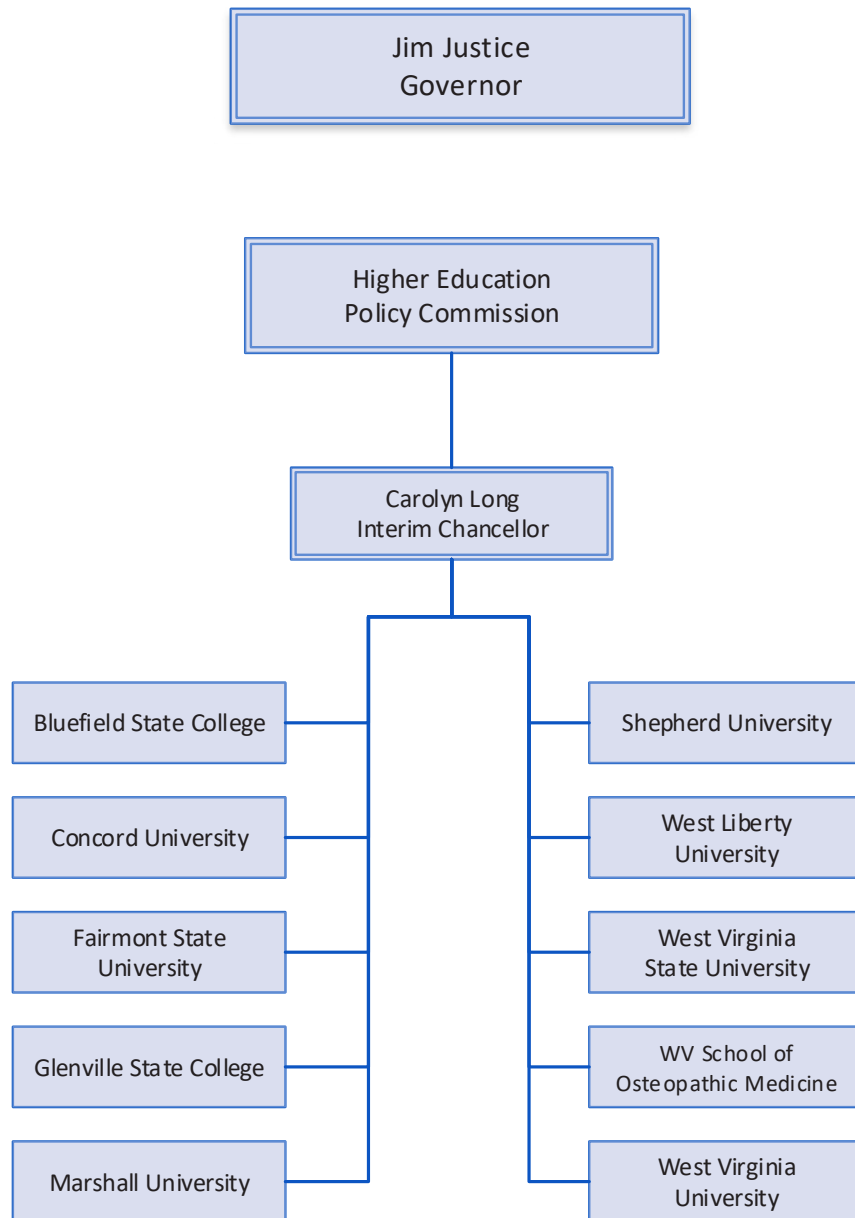 Jim Justice
Governor
Higher Education
Policy Commission
Carolyn Long
Interim Chancellor
Bluefield State College
Concord University
Fairmont State
University
Glenville State College
Marshall University
Shepherd University
West Liberty
University
West Virginia
State University
WV School of
Osteopathic Medicine
West Virginia
University